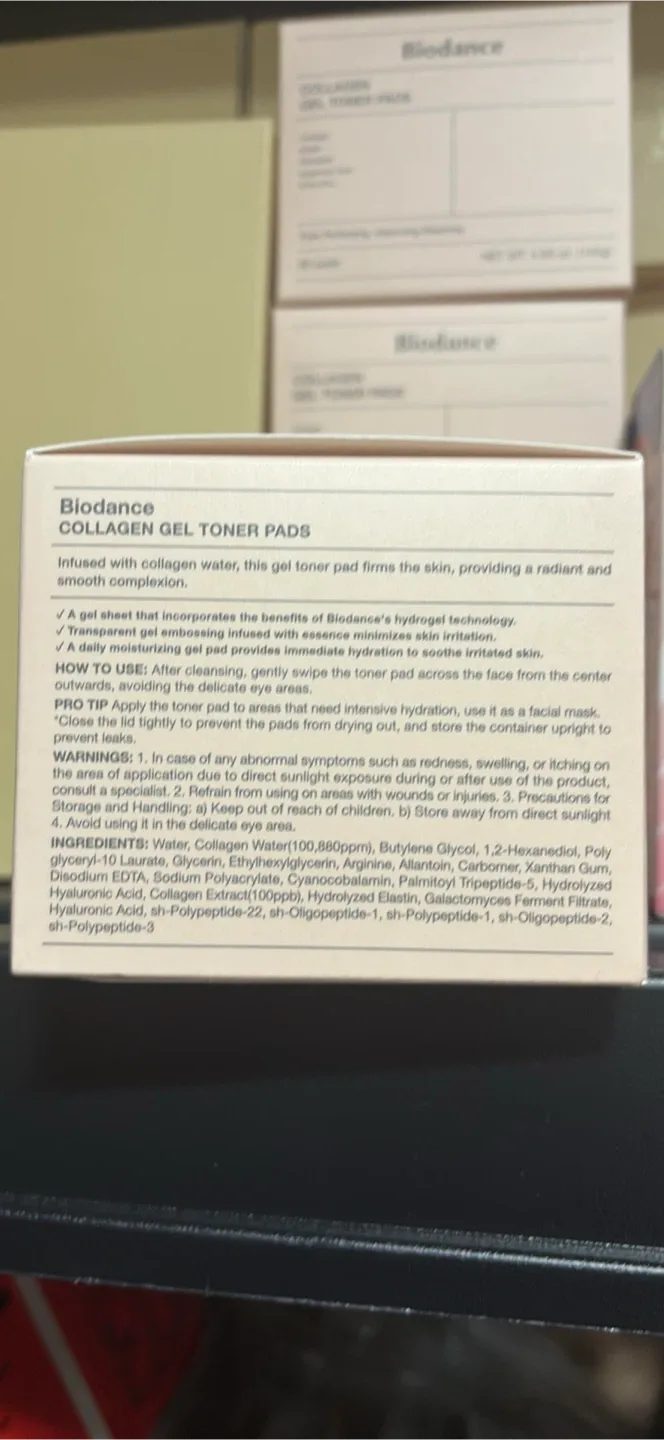 Biodance
COLLAGEN
GEL TONER PADS
Biodance
COLLAGEN
GEL TONER PADS
Biodance
COLLAGEN GEL TONER PADS
Infused with collagen water, this gel toner pad firms the skin, providing a radiant and
smooth complexion.
✓ A gel sheet that incorporates the benefits of Biodance's hydrogel technology.
✓ Transparent gel embossing infused with essence minimizes skin irritation.
✓ A daily moisturizing gel pad provides immediate hydration to soothe irritated skin.
HOW TO USE: After cleansing, gently swipe the toner pad across the face from the center
outwards, avoiding the delicate eye areas.
PRO TIP Apply the toner pad to areas that need intensive hydration, use it as a facial mask.
*Close the lid tightly to prevent the pads from drying out, and store the container upright to
prevent leaks.
WARNINGS: 1. In case of any abnormal symptoms such as redness, swelling, or itching on
the area of application due to direct sunlight exposure during or after use of the product,
consult a specialist. 2. Refrain from using on areas with wounds or injuries. 3. Precautions for
Storage and Handling: a) Keep out of reach of children. b) Store away from direct sunlight
4. Avoid using it in the delicate eye area.
INGREDIENTS: Water, Collagen Water(100,880ppm), Butylene Glycol, 1,2-Hexanediol, Poly
glyceryl-10 Laurate, Glycerin, Ethylhexylglycerin, Arginine, Allantoin, Carbomer, Xanthan Gum,
Disodium EDTA, Sodium Polyacrylate, Cyanocobalamin, Palmitoyl Tripeptide-5, Hydrolyzed
Hyaluronic Acid, Collagen Extract(100ppb), Hydrolyzed Elastin, Galactomyces Ferment Filtrate,
Hyaluronic Acid, sh-Polypeptide-22, sh-Oligopeptide-1, sh-Polypeptide-1, sh-Oligopeptide-2,
sh-Polypeptide-3